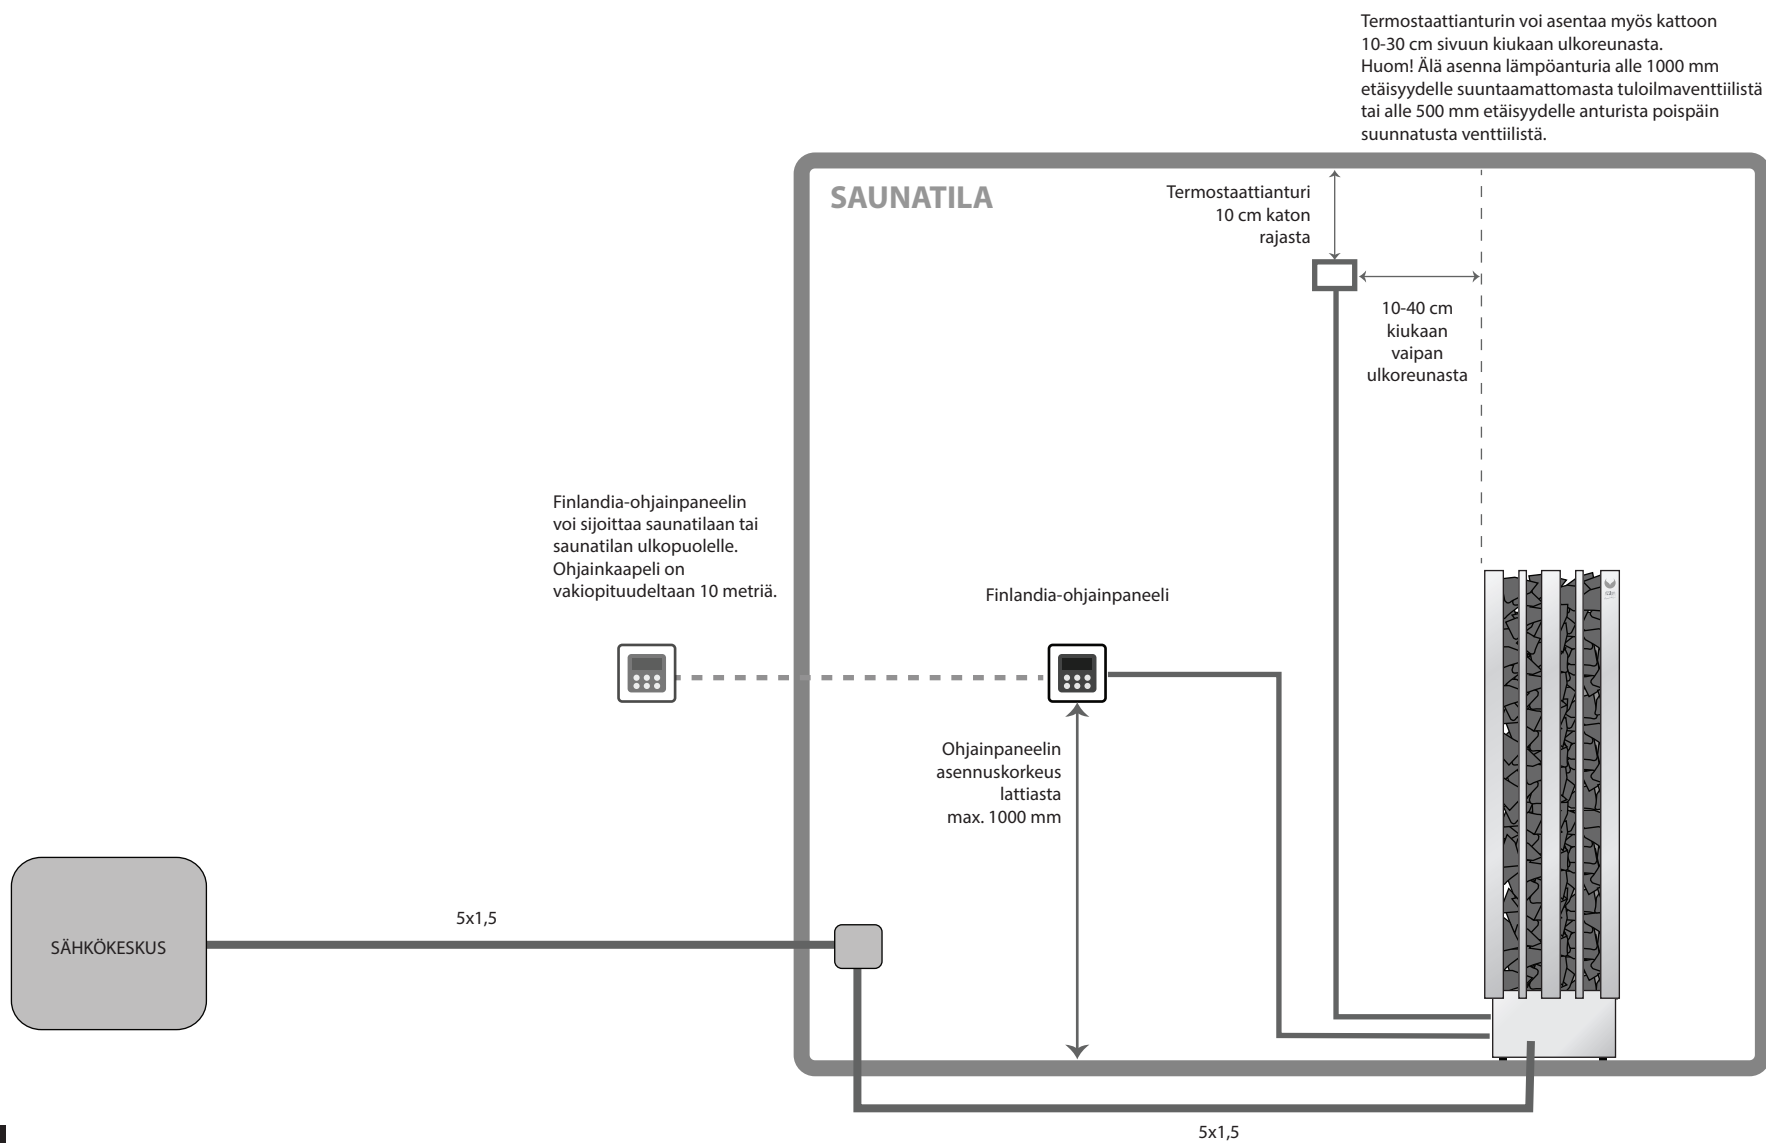 Termostaattianturin voi asentaa myös kattoon
10-30 cm sivuun kiukaan ulkoreunasta.
Huom! Älä asenna lämpöanturia alle 1000 mm
etäisyydelle suuntaamattomasta tuloilmaventtiilistä
tai alle 500 mm etäisyydelle anturista poispäin
suunnatusta venttiilistä.
SAUNATILA
Termostaattianturi
10 cm katon
rajasta
10-40 cm
kiukaan
vaipan
ulkoreunasta
Finlandia-ohjainpaneelin
voi sijoittaa saunatilaan tai
saunatilan ulkopuolelle.
Ohjainkaapeli on
vakiopituudeltaan 10 metriä.
Finlandia-ohjainpaneeli
Ohjainpaneelin
asennuskorkeus
lattiasta
max. 1000 mm
SÄHKÖKESKUS
5x1,5
5x1,5